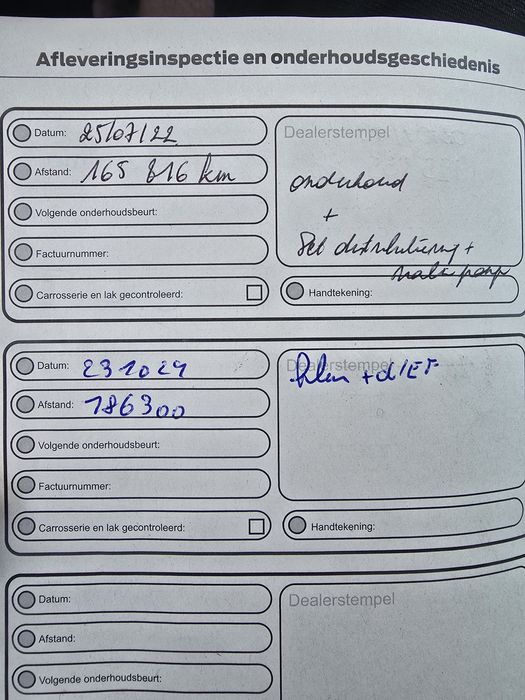 Afleveringsinspectie en onderhoudsgeschiedenis
Datum: 25/07/22
Dealerstempel
Afstand: 165 816 km
onderhoud
+
Set distributiering +
Volgende onderhoudsbeurt:
Factuurnummer:
Carrosserie en lak gecontroleerd:
Handtekening:
Datum: 231024
Dealerstempel
+
Afstand: 186300
Volgende onderhoudsbeurt:
Factuurnummer:
Carrosserie en lak gecontroleerd:
Handtekening:
Datum:
Dealerstempel
Afstand:
Volgende onderhoudsbeurt: